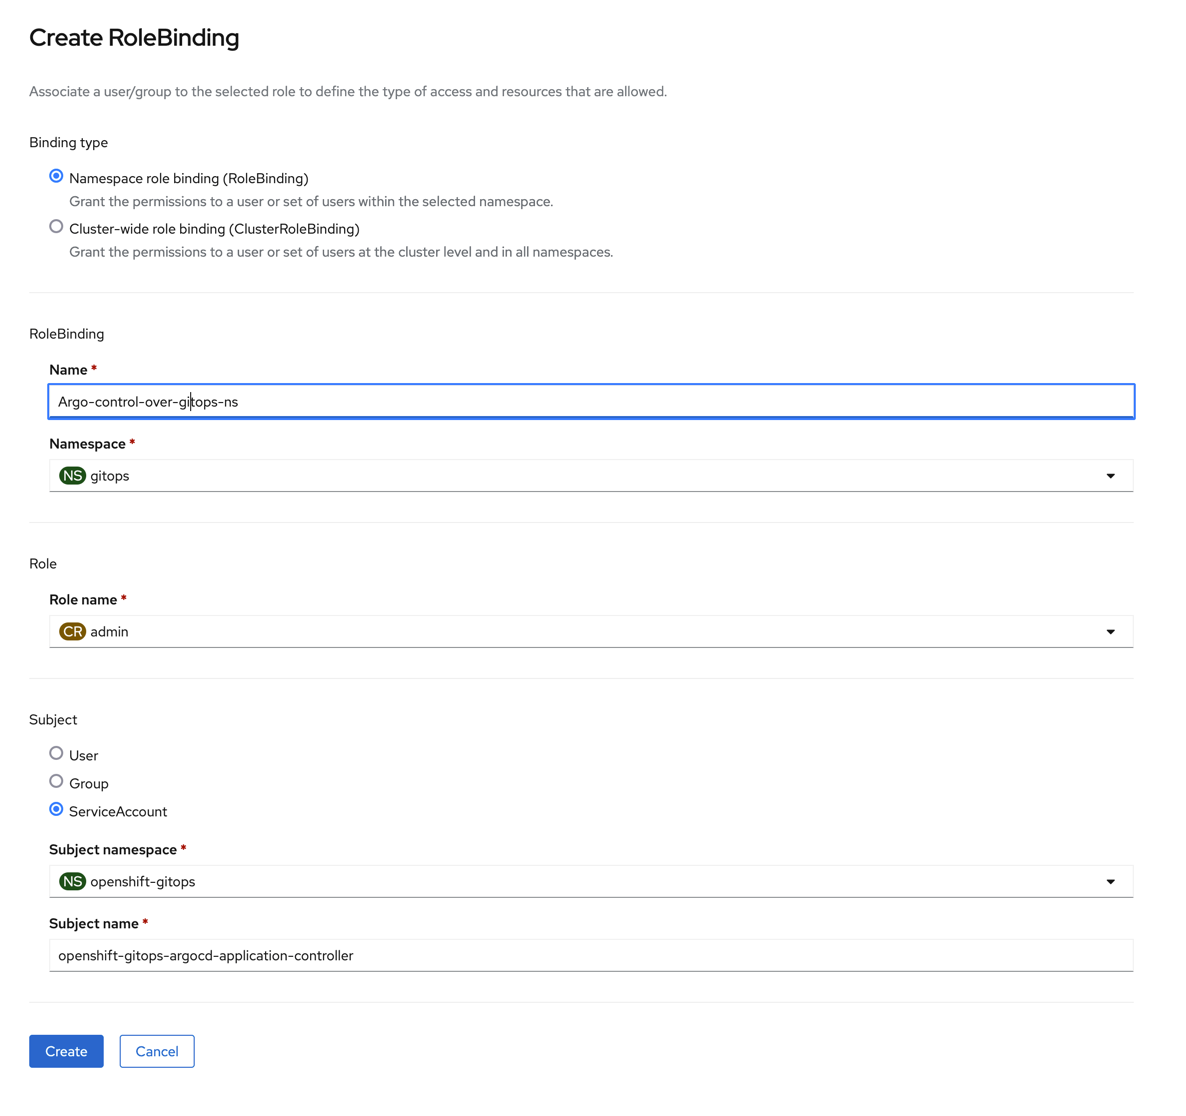 Create RoleBinding
Associate a user/group to the selected role to define the type of access and resources that are allowed.
Binding type
Namespace role binding (RoleBinding)
Grant the permissions to a user or set of users within the selected namespace.
Cluster-wide role binding (ClusterRoleBinding)
Grant the permissions to a user or set of users at the cluster level and in all namespaces.
RoleBinding
Name *
Argo-control-over-gitops-ns
Namespace *
NS gitops
Role
Role name *
CR admin
Subject
User
Group
ServiceAccount
Subject namespace *
NS openshift-gitops
Subject name *
openshift-gitops-argocd-application-controller
Create Cancel